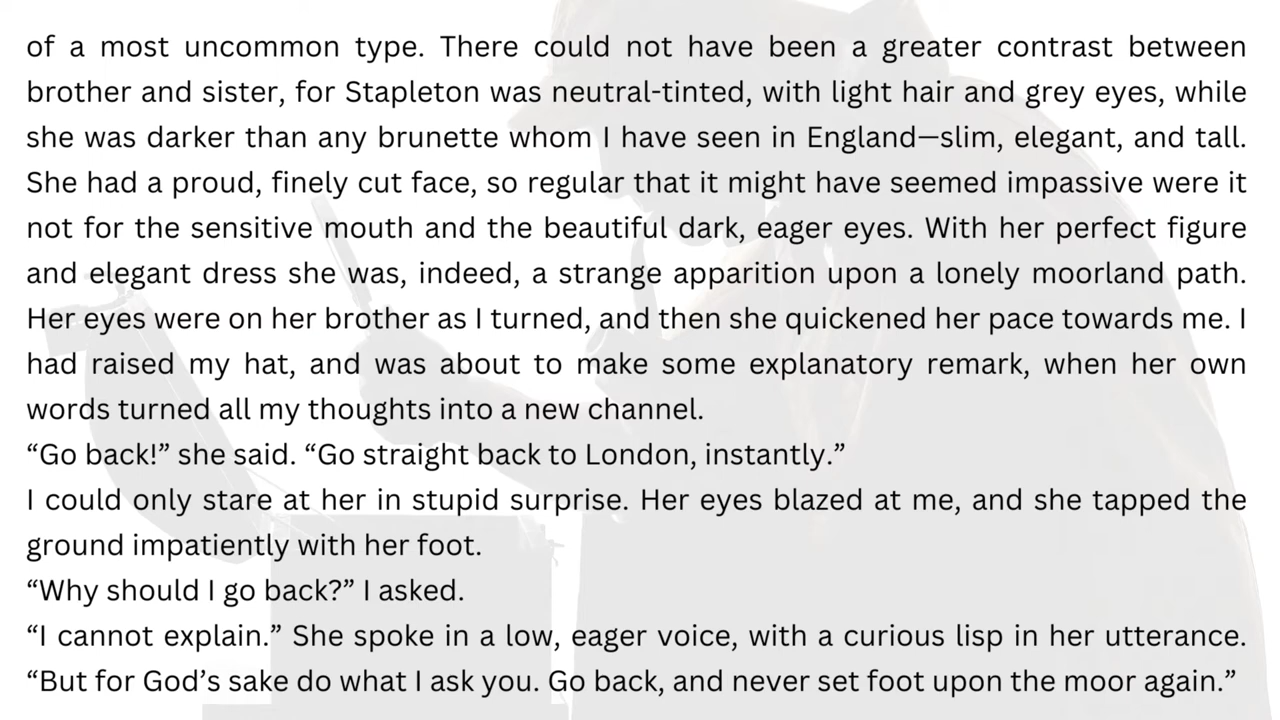 of a most uncommon type. There could not have been a greater contrast between
brother and sister, for Stapleton was neutral-tinted, with light hair and grey eyes, while
she was darker than any brunette whom I have seen in England—slim, elegant, and tall.
She had a proud, finely cut face, so regular that it might have seemed impassive were it
not for the sensitive mouth and the beautiful dark, eager eyes. With her perfect figure
and elegant dress she was, indeed, a strange apparition upon a lonely moorland path.
Her eyes were on her brother as I turned, and then she quickened her pace towards me. I
had raised my hat, and was about to make some explanatory remark, when her own
words turned all my thoughts into a new channel.
“Go back!” she said. “Go straight back to London, instantly.”
I could only stare at her in stupid surprise. Her eyes blazed at me, and she tapped the
ground impatiently with her foot.
“Why should I go back?” I asked.
“I cannot explain.” She spoke in a low, eager voice, with a curious lisp in her utterance.
“But for God’s sake do what I ask you. Go back, and never set foot upon the moor again.”